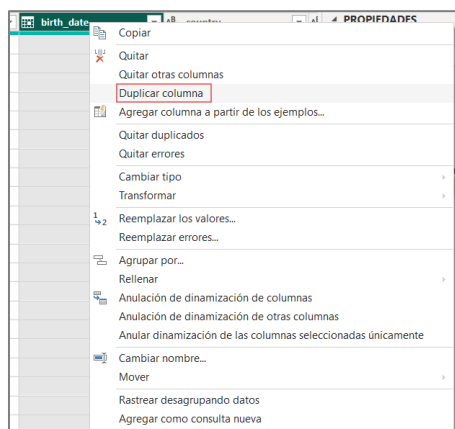 birth_date
country
PROPIEDADES
Copiar
Quitar
Quitar otras columnas
Duplicar columna
Agregar columna a partir de los ejemplos...
Quitar duplicados
Quitar errores
Cambiar tipo
Transformar
Reemplazar los valores...
Reemplazar errores...
Agrupar por...
Rellenar
Anulación de dinamización de columnas
Anulación de dinamización de otras columnas
Anular dinamización de las columnas seleccionadas únicamente
Cambiar nombre...
Mover
Rastrear desagrupando datos
Agregar como consulta nueva